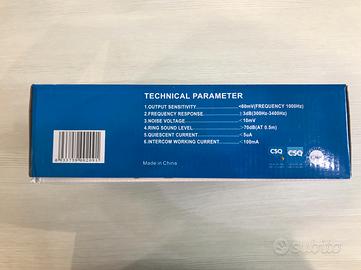 TECHNICAL PARAMETER
1.OUTPUT SENSITIVITY <60mV(FREQUENCY 1000Hz)
2.FREQUENCY RESPONSE ±3dB(300Hz-3400Hz)
3.NOISE VOLTAGE <10mV
4.RING SOUND LEVEL >70dB(AT 0.5m)
5.QUIESCENT CURRENT <5uA
6.INTERCOM WORKING CURRENT <100mA
Made in China
CSQ
CSQ
subito